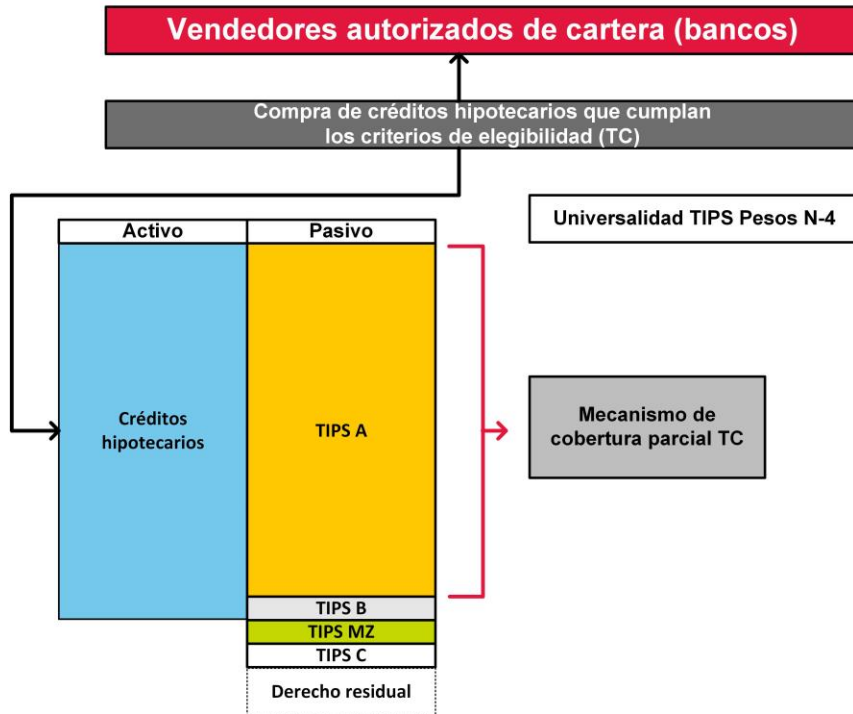 Vendedores autorizados de cartera (bancos)
Compra de créditos hipotecarios que cumplan
los criterios de elegibilidad (TC)
Universalidad TIPS Pesos N-4
Activo
Pasivo
Créditos
hipotecarios
TIPS A
Mecanismo de
cobertura parcial TC
TIPS B
TIPS MZ
TIPS C
Derecho residual